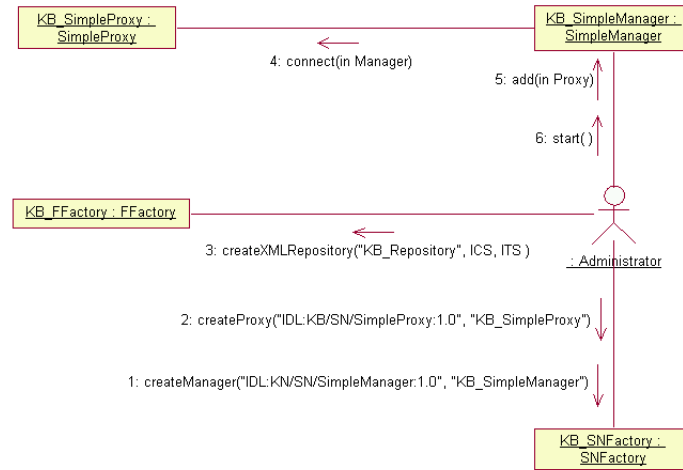 KB_SimpleProxy :
SimpleProxy
KB_SimpleManager :
SimpleManager
4: connect(in Manager)
5: add(in Proxy)
6: start( )
KB_FFactory : FFactory
3: createXMLRepository("KB_Repository", ICS, ITS )
: Administrator
2: createProxy("IDL:KB/SN/SimpleProxy:1.0", "KB_SimpleProxy")
1: createManager("IDL:KN/SN/SimpleManager:1.0", "KB_SimpleManager")
KB_SNFactory :
SNFactory